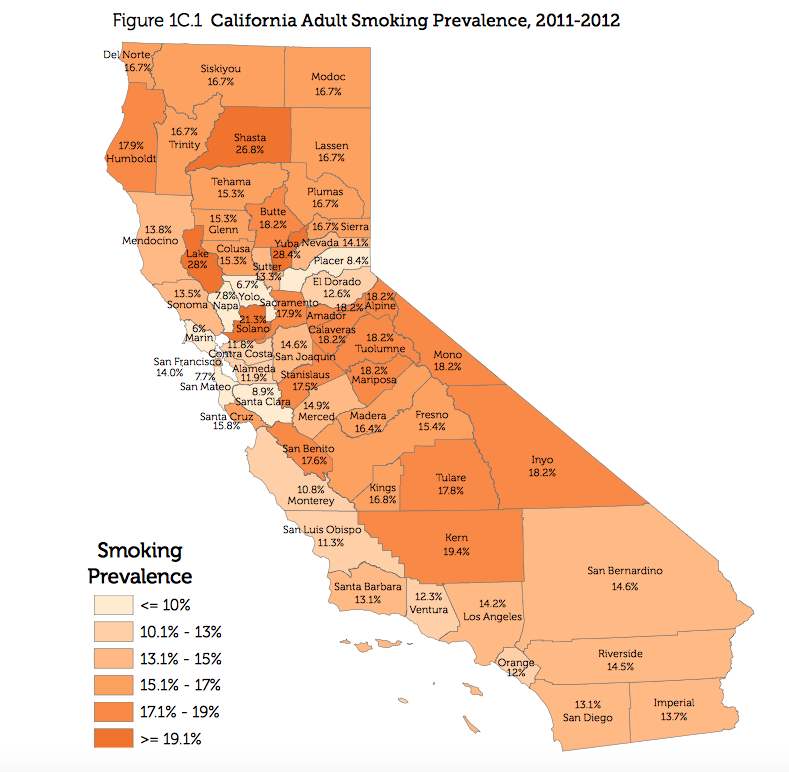 Figure 1C.1 California Adult Smoking Prevalence, 2011-2012
Del Norte
16.7%
Siskiyou
16.7%
Modoc
16.7%
17.9%
Humboldt
16.7%
Trinity
Shasta
26.8%
Lassen
16.7%
Tehama
15.3%
Plumas
16.7%
15.3%
Glenn
Butte
18.2%
16.7% Sierra
13.8%
Mendocino
Lake
28%
Colusa
15.3%
Yuba
28.4%
Nevada 14.1%
Sutter
13.3%
Placer 8.4%
13.5%
Sonoma
7.8%
Napa
6.7%
Yolo
El Dorado
12.6%
Sacramento
17.9%
18.2%
Amador
18.2%
Alpine
21.3%
Solano
6%
Marin
11.8%
Contra Costa
14.6%
San Joaquin
Calaveras
18.2%
18.2%
Tuolumne
Mono
18.2%
San Francisco
14.0%
7.7%
San Mateo
Alameda
11.9%
Stanislaus
17.5%
18.2%
Mariposa
8.9%
Santa Clara
14.9%
Merced
Santa Cruz
15.8%
Madera
16.4%
Fresno
15.4%
San Benito
17.6%
Inyo
18.2%
10.8%
Monterey
Kings
16.8%
Tulare
17.8%
San Luis Obispo
11.3%
Kern
19.4%
San Bernardino
14.6%
Santa Barbara
13.1%
12.3%
Ventura
14.2%
Los Angeles
Orange
12%
Riverside
14.5%
13.1%
San Diego
Imperial
13.7%
Smoking
Prevalence
<= 10%
10.1% - 13%
13.1% - 15%
15.1% - 17%
17.1% - 19%
>= 19.1%